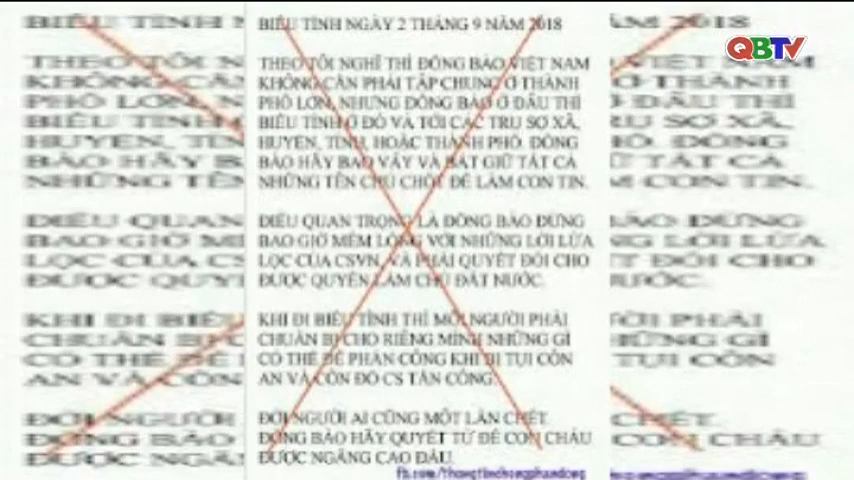 QBTV
BIỂU TÌNH NGÀY 2 THÁNG 9 NĂM 2018
THEO TÔI NGHĨ THÌ ĐỒNG BÀO VIỆT NAM
KHÔNG CẦN PHẢI TẬP CHUNG Ở THÀNH
PHỐ LỚN, NHƯNG ĐỒNG BÀO Ở ĐÂU THÌ
BIỂU TÌNH Ở ĐÓ VÀ TỚI CÁC TRỤ SỢ XÃ,
HUYỆN, TỈNH, HOẶC THÀNH PHỐ. ĐỒNG
BÀO HÃY BAO VÂY VÀ BẮT GIỮ TẤT CẢ
NHỮNG TÊN CHỦ CHỐT ĐỂ LÀM CON TIN.
ĐIỀU QUAN TRỌNG LÀ ĐỒNG BÀO ĐỪNG
BAO GIỜ MỀM LÒNG VỚI NHỮNG LỜI LỪA
LỌC CỦA CSVN, VÀ PHẢI QUYẾT ĐÒI CHO
ĐƯỢC QUYỀN LÀM CHỦ ĐẤT NƯỚC.
KHI ĐI BIỂU TÌNH THÌ MỖI NGƯỜI PHẢI
CHUẨN BỊ CHO RIÊNG MÌNH NHỮNG GÌ
CÓ THỂ ĐỂ PHẢN CÔNG KHI BỊ TỤI CÔN
AN VÀ CÔN ĐỒ CS TẤN CÔNG.
ĐỜI NGƯỜI AI CŨNG MỘT LẦN CHẾT.
ĐỒNG BÀO HÃY QUYẾT TỬ ĐỂ CON CHÁU
ĐƯỢC NGẨNG CAO ĐẦU.